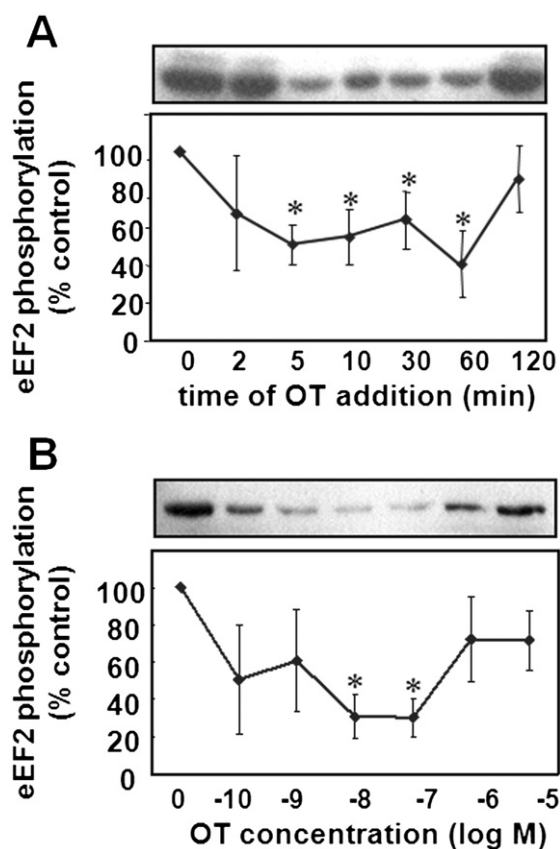 A
eEF2 phosphorylation
(% control)
100
80
60
40
20
0
* * * *
0 2 5 10 30 60 120
time of OT addition (min)
B
eEF2 phosphorylation
(% control)
100
80
60
40
20
0
* *
0 -10 -9 -8 -7 -6 -5
OT concentration (log M)